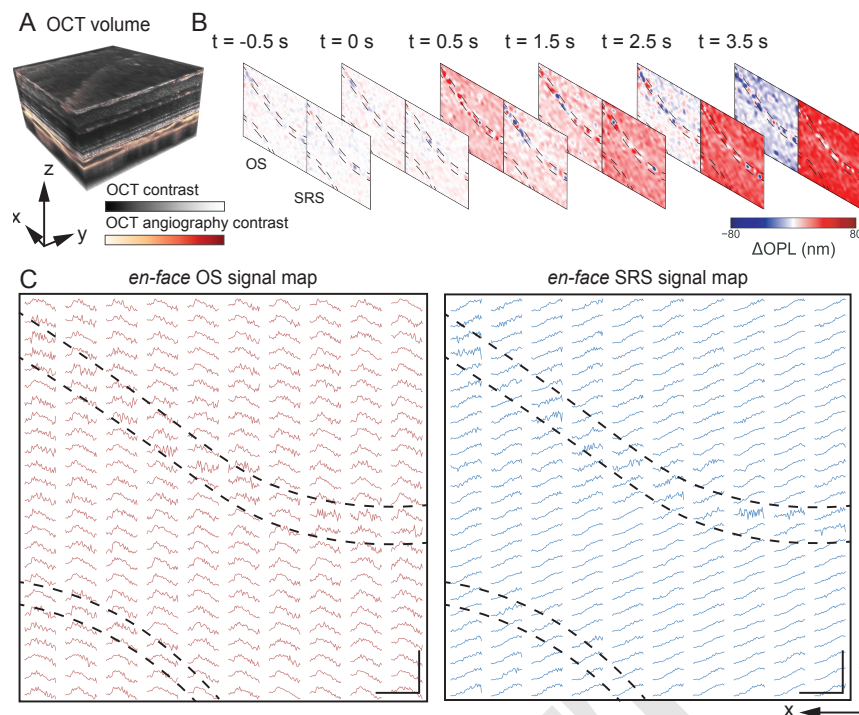 A OCT volume
z
x
y
OCT contrast
OCT angiography contrast
B
t = -0.5 s t = 0 s t = 0.5 s t = 1.5 s t = 2.5 s t = 3.5 s
OS
SRS
−80 80
ΔOPL (nm)
C
en-face OS signal map en-face SRS signal map
x